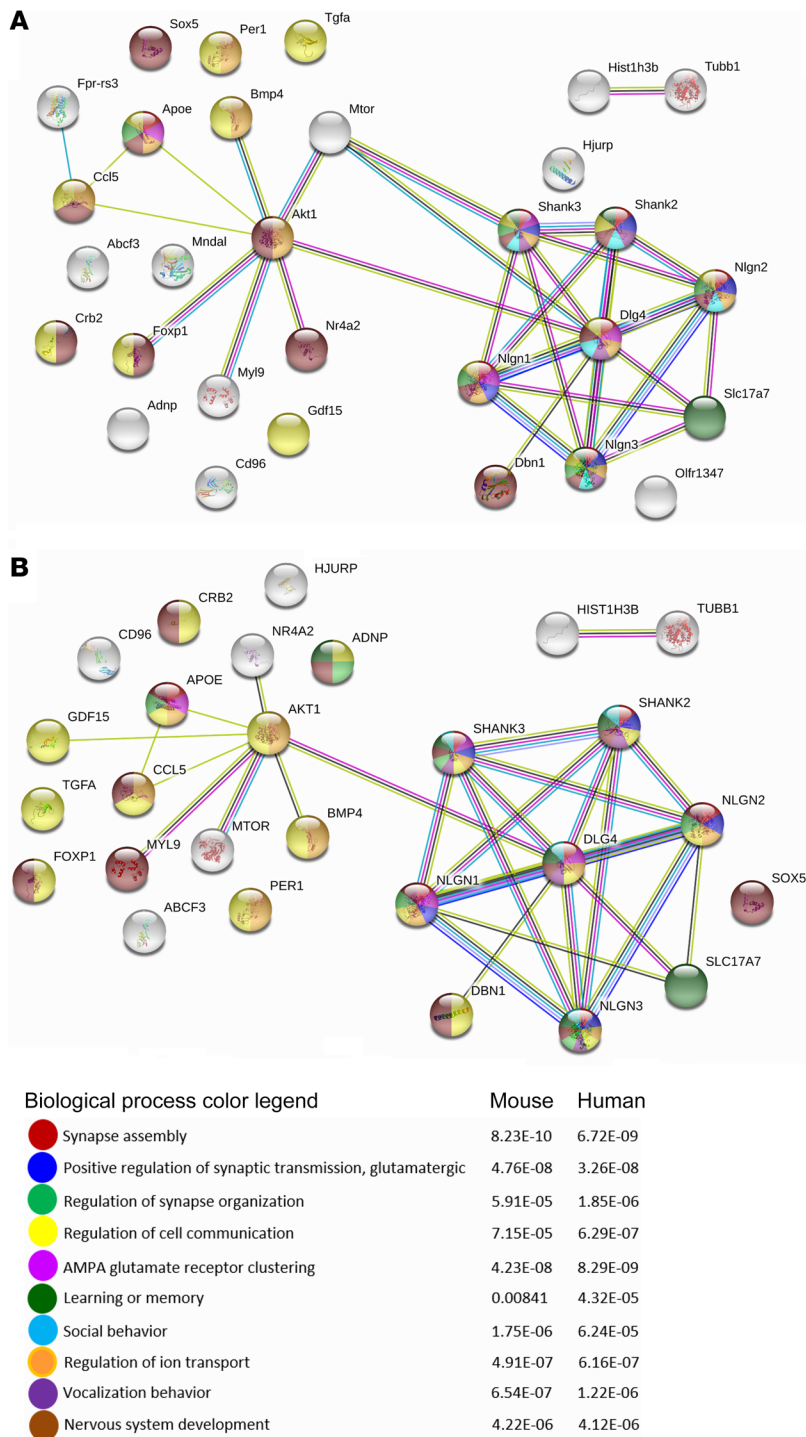 A
Sox5
Per1
Tgfa
Fpr-rs3
Apoe
Bmp4
Mtor
Hist1h3b
Tubb1
Hjurp
Ccl5
Akt1
Shank3
Shank2
Abcf3
Mndal
Nlgn2
Crb2
Foxp1
Nr4a2
Dlg4
Myl9
Nlgn1
Adnp
Gdf15
Slc17a7
Cd96
Dbn1
Nlgn3
Olfr1347
B
HJURP
CRB2
HIST1H3B
TUBB1
CD96
NR4A2
ADNP
APOE
AKT1
SHANK2
GDF15
SHANK3
CCL5
NLGN2
TGFA
BMP4
MTOR
DLG4
MYL9
FOXP1
NLGN1
SOX5
PER1
ABCF3
SLC17A7
DBN1
NLGN3
Biological process color legend Mouse Human
Synapse assembly 8.23E-10 6.72E-09
Positive regulation of synaptic transmission, glutamatergic 4.76E-08 3.26E-08
Regulation of synapse organization 5.91E-05 1.85E-06
Regulation of cell communication 7.15E-05 6.29E-07
AMPA glutamate receptor clustering 4.23E-08 8.29E-09
Learning or memory 0.00841 4.32E-05
Social behavior 1.75E-06 6.24E-05
Regulation of ion transport 4.91E-07 6.16E-07
Vocalization behavior 6.54E-07 1.22E-06
Nervous system development 4.22E-06 4.12E-06